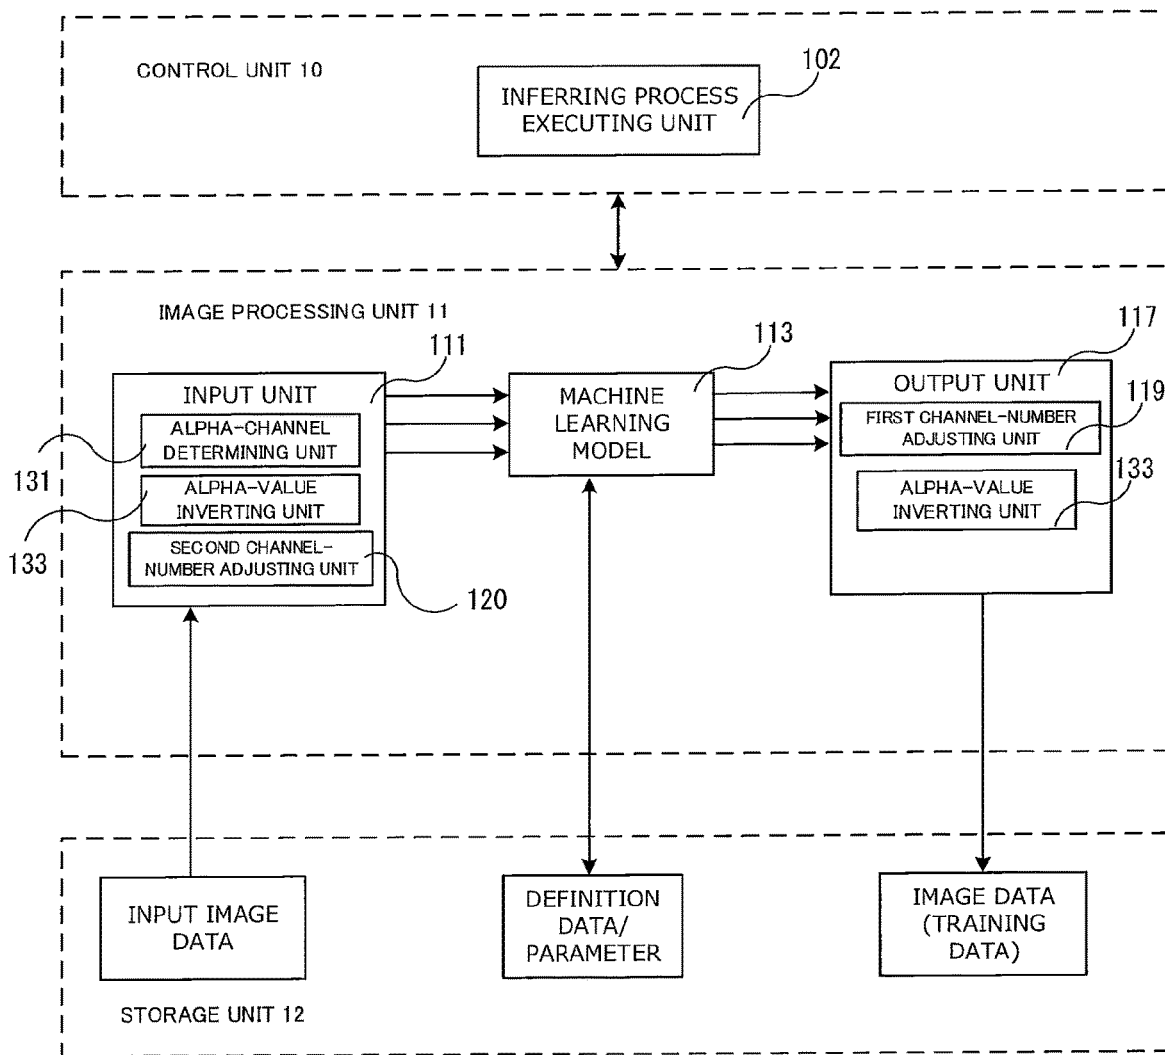 CONTROL UNIT 10
102
INFERRING PROCESS
EXECUTING UNIT
IMAGE PROCESSING UNIT 11
111
113
117
INPUT UNIT
ALPHA-CHANNEL
DETERMINING UNIT
131
ALPHA-VALUE
INVERTING UNIT
133
SECOND CHANNEL-
NUMBER ADJUSTING UNIT
120
MACHINE
LEARNING
MODEL
OUTPUT UNIT
119
FIRST CHANNEL-NUMBER
ADJUSTING UNIT
133
ALPHA-VALUE
INVERTING UNIT
INPUT IMAGE
DATA
DEFINITION
DATA/
PARAMETER
IMAGE DATA
(TRAINING
DATA)
STORAGE UNIT 12